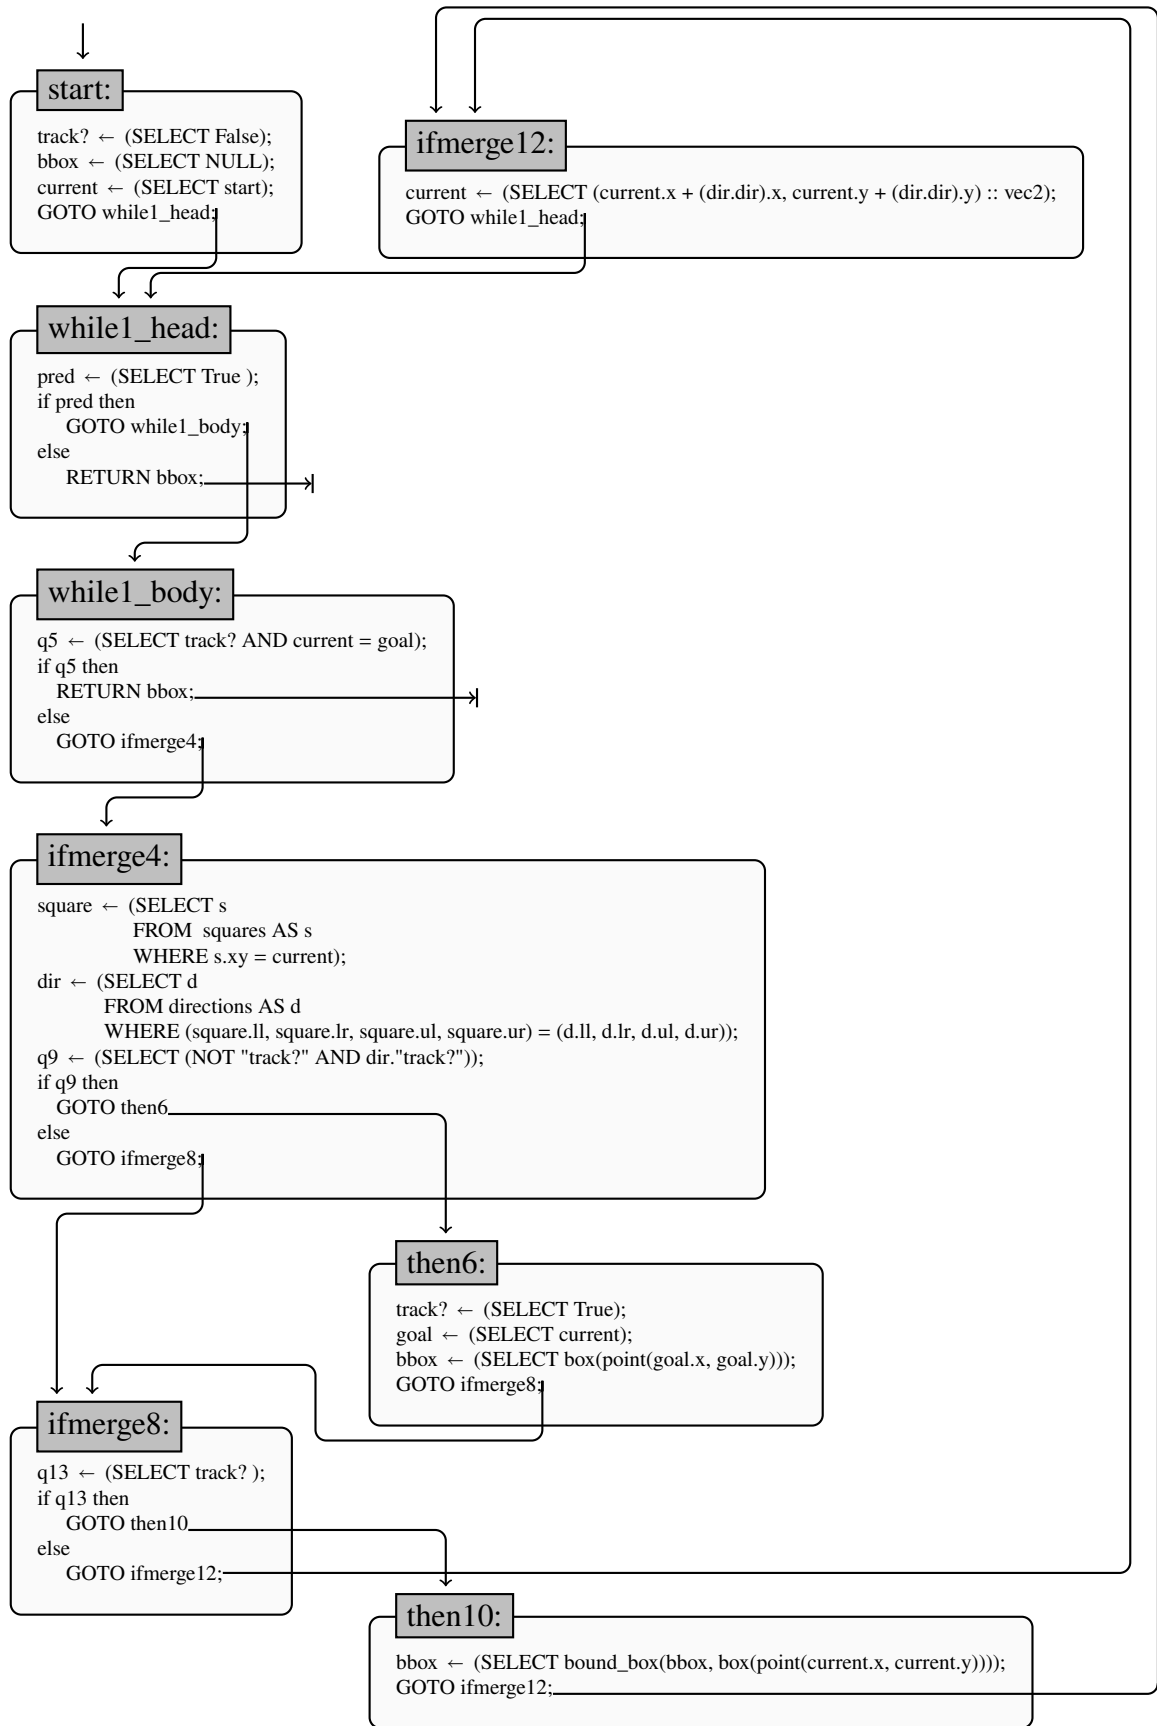 start:
track? ← (SELECT False);
bbox ← (SELECT NULL);
current ← (SELECT start);
GOTO while1_head;
ifmerge12:
current ← (SELECT (current.x + (dir.dir).x, current.y + (dir.dir).y) :: vec2);
GOTO while1_head;
while1_head:
pred ← (SELECT True );
if pred then
GOTO while1_body;
else
RETURN bbox;
while1_body:
q5 ← (SELECT track? AND current = goal);
if q5 then
RETURN bbox;
else
GOTO ifmerge4;
ifmerge4:
square ← (SELECT s
FROM squares AS s
WHERE s.xy = current);
dir ← (SELECT d
FROM directions AS d
WHERE (square.ll, square.lr, square.ul, square.ur) = (d.ll, d.lr, d.ul, d.ur));
q9 ← (SELECT (NOT "track?" AND dir."track?"));
if q9 then
GOTO then6
else
GOTO ifmerge8;
then6:
track? ← (SELECT True);
goal ← (SELECT current);
bbox ← (SELECT box(point(goal.x, goal.y)));
GOTO ifmerge8;
ifmerge8:
q13 ← (SELECT track? );
if q13 then
GOTO then10
else
GOTO ifmerge12;
then10:
bbox ← (SELECT bound_box(bbox, box(point(current.x, current.y))));
GOTO ifmerge12;